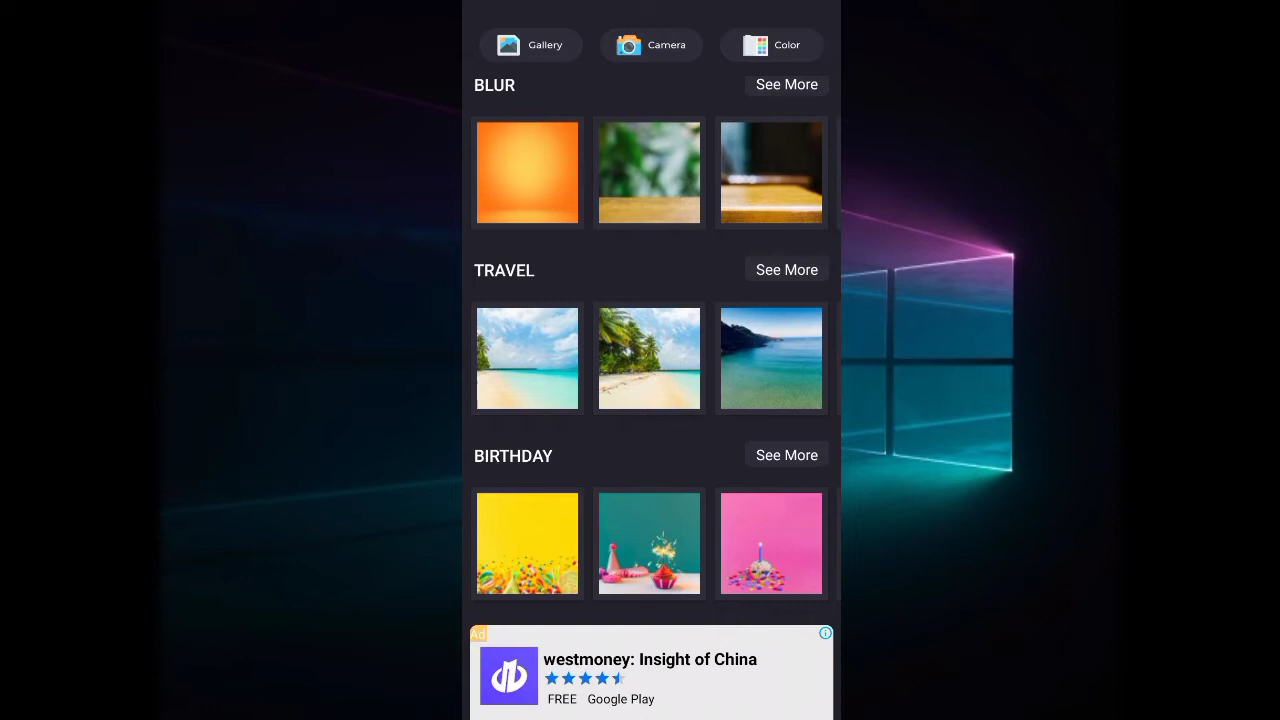 Gallery
Camera
Color
BLUR
See More
TRAVEL
See More
BIRTHDAY
See More
Ad
westmoney: Insight of China
FREE Google Play